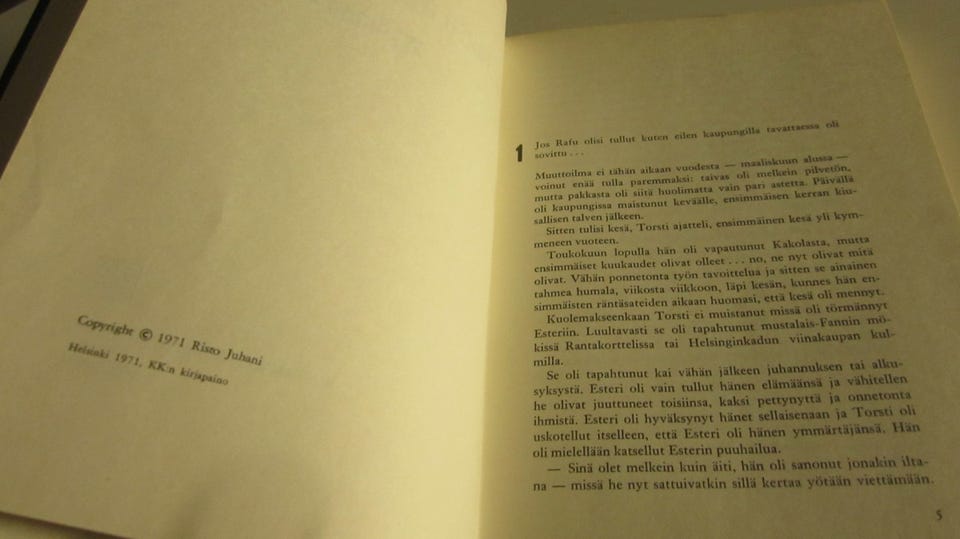 Copyright © 1971 Risto Juhani
Helsinki 1971, KK:n kirjapaino
1 Jos Rafu olisi tullut kuten eilen kaupungilla tavattaessa oli
sovittu . . .
Muuttoilma ei tähän aikaan vuodesta — maaliskuun alussa —
voinut enää tulla paremmaksi: taivas oli melkein pilvetön,
mutta pakkasta oli siitä huolimatta vain pari astetta. Päivällä
oli kaupungissa maistunut keväälle, ensimmäisen kerran kiu-
sallisen talven jälkeen.
Sitten tulisi kesä, Torsti ajatteli, ensimmäinen kesä yli kym-
meneen vuoteen.
Toukokuun lopulla hän oli vapautunut Kakolasta, mutta
ensimmäiset kuukaudet olivat olleet . . . no, ne nyt olivat mitä
olivat. Vähän ponnetonta työn tavoittelua ja sitten se ainainen
tahmea humala, viikosta viikkoon, läpi kesän, kunnes hän en-
simmäisten räntäsateiden aikaan huomasi, että kesä oli mennyt.
Kuolemakseenkaan Torsti ei muistanut missä oli törmännyt
Esteriin. Luultavasti se oli tapahtunut mustalais-Fannin mö-
kissä Rantakorttelissa tai Helsinginkadun viinakaupan kul-
milla.
Se oli tapahtunut kai vähän jälkeen juhannuksen tai alku-
syksystä. Esteri oli vain tullut hänen elämäänsä ja vähitellen
he olivat juuttuneet toisiinsa, kaksi pettynyttä ja onnetonta
ihmistä. Esteri oli hyväksynyt hänet sellaisenaan ja Torsti oli
uskotellut itselleen, että Esteri oli hänen ymmärtäjänsä. Hän
oli mielellään katsellut Esterin puuhailua.
— Sinä olet melkein kuin äiti, hän oli sanonut jonakin ilta-
na — missä he nyt sattuivatkin sillä kertaa yötään viettämään.
5